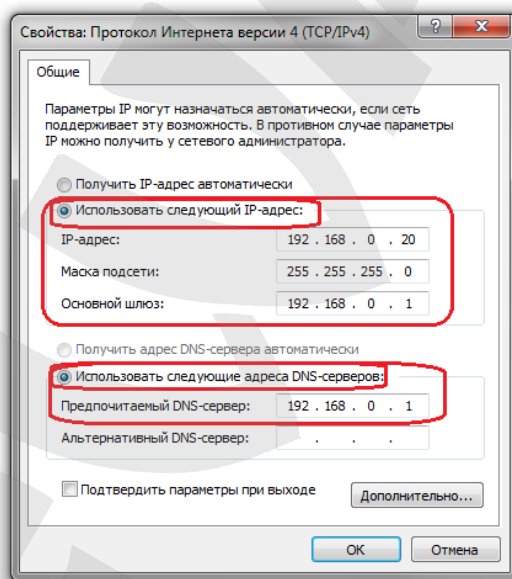 Свойства: Протокол Интернета версии 4 (TCP/IPv4)
Общие
Параметры IP могут назначаться автоматически, если сеть
поддерживает эту возможность. В противном случае параметры
IP можно получить у сетевого администратора.
Получить IP-адрес автоматически
Использовать следующий IP-адрес:
IP-адрес: 192 . 168 . 0 . 20
Маска подсети: 255 . 255 . 255 . 0
Основной шлюз: 192 . 168 . 0 . 1
Получить адрес DNS-сервера автоматически
Использовать следующие адреса DNS-серверов:
Предпочитаемый DNS-сервер: 192 . 168 . 0 . 1
Альтернативный DNS-сервер: . . .
Подтвердить параметры при выходе
Дополнительно...
ОК Отмена